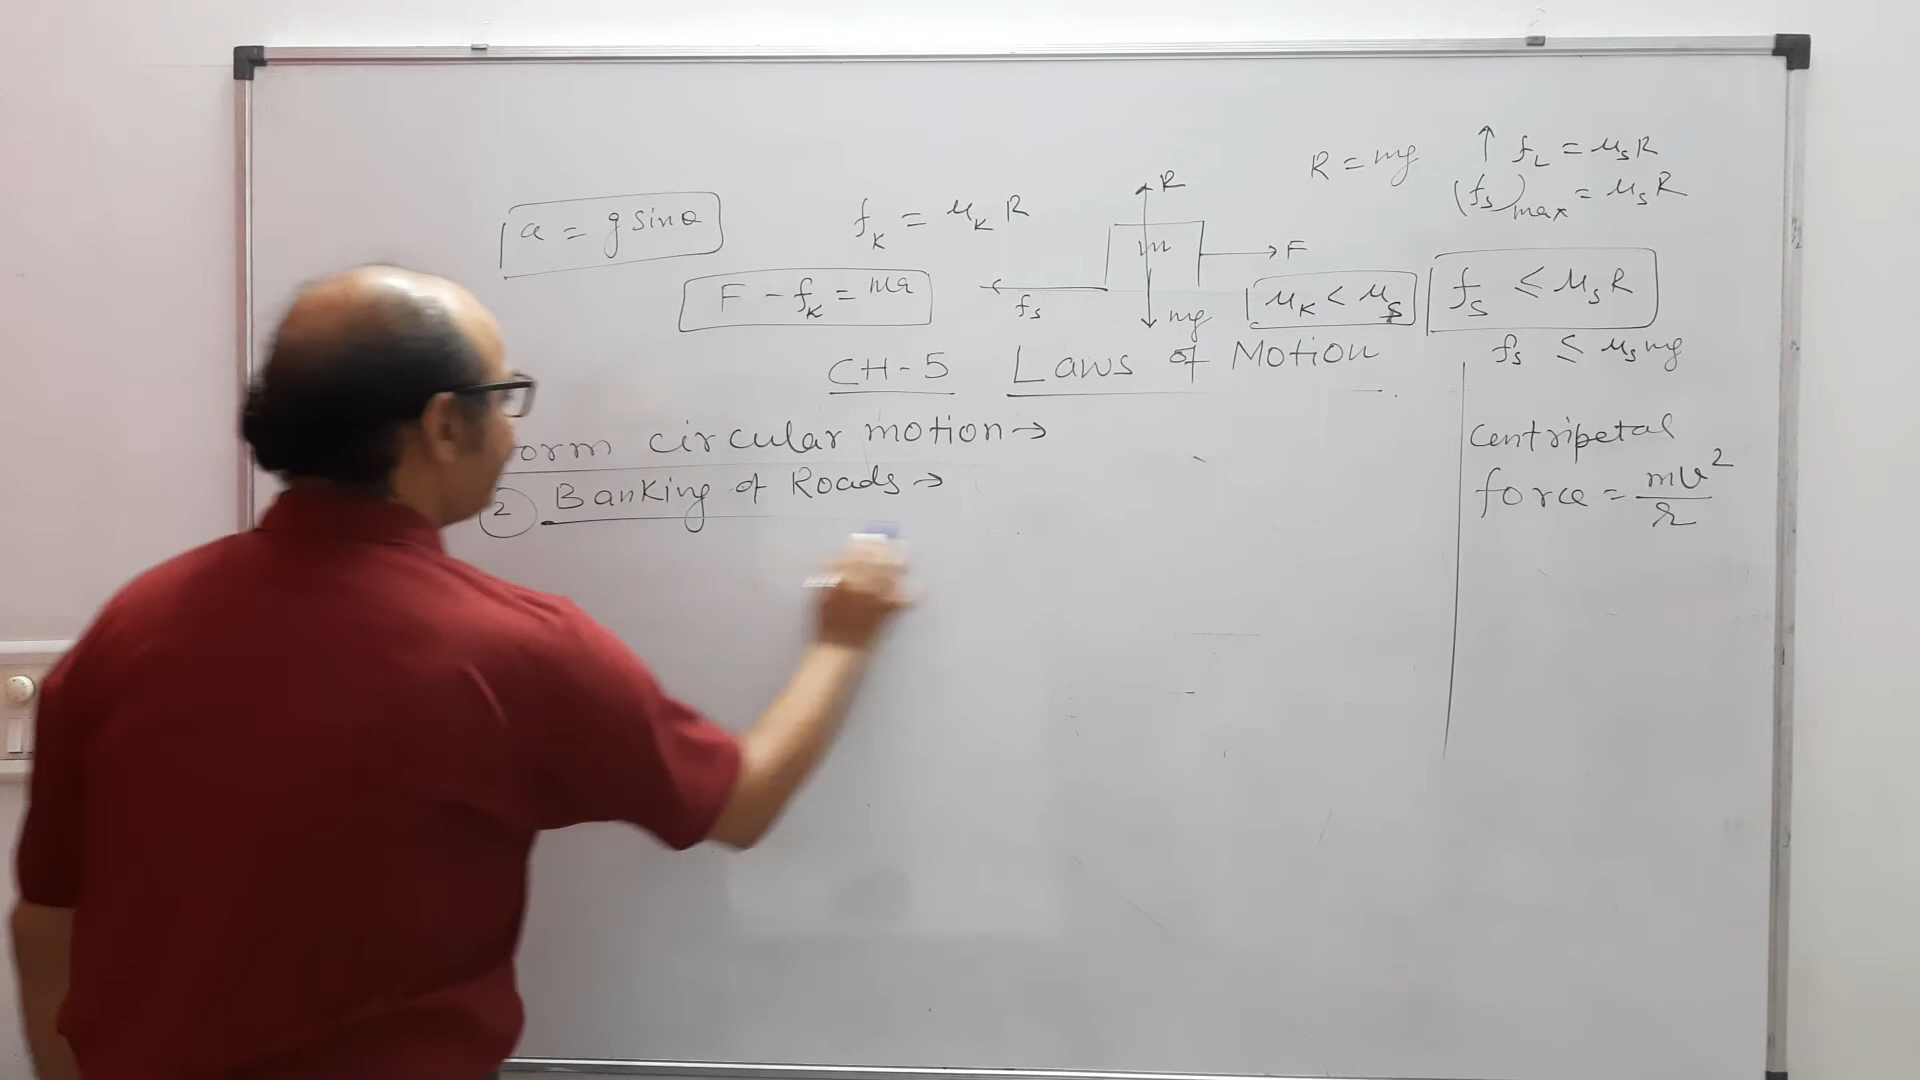 R = mg
↑ f_L = μ_s R
(f_s)_max = μ_s R
a = g sinθ
f_K = μ_K R
R
m
F
f_s
mg
F - f_K = ma
μ_K < μ_s
f_s ≤ μ_s R
f_s ≤ μ_s mg
CH-5 Laws of Motion
orm circular motion →
② Banking of Roads →
Centripetal
force = mv²/r